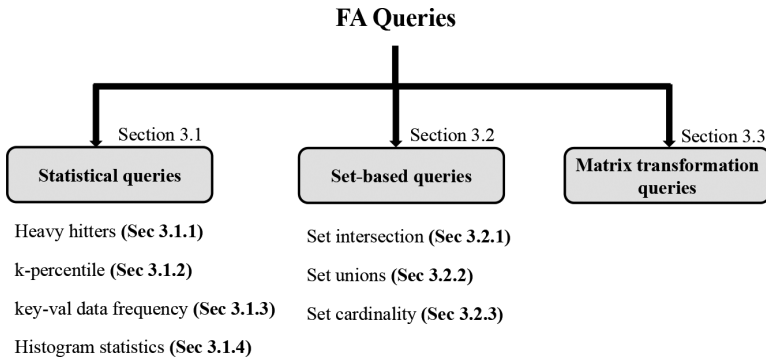 FA Queries
Section 3.1
Statistical queries
Heavy hitters (Sec 3.1.1)
k-percentile (Sec 3.1.2)
key-val data frequency (Sec 3.1.3)
Histogram statistics (Sec 3.1.4)
Section 3.2
Set-based queries
Set intersection (Sec 3.2.1)
Set unions (Sec 3.2.2)
Set cardinality (Sec 3.2.3)
Section 3.3
Matrix transformation
queries